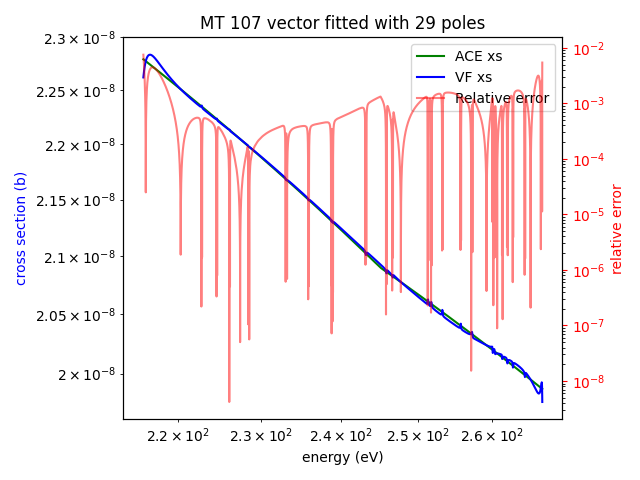 MT 107 vector fitted with 29 poles
ACE xs
VF xs
Relative error
2.3 × 10⁻⁸
2.25 × 10⁻⁸
2.2 × 10⁻⁸
2.15 × 10⁻⁸
2.1 × 10⁻⁸
2.05 × 10⁻⁸
2 × 10⁻⁸
cross section (b)
10⁻²
10⁻³
10⁻⁴
10⁻⁵
10⁻⁶
10⁻⁷
10⁻⁸
relative error
2.2 × 10² 2.3 × 10² 2.4 × 10² 2.5 × 10² 2.6 × 10²
energy (eV)